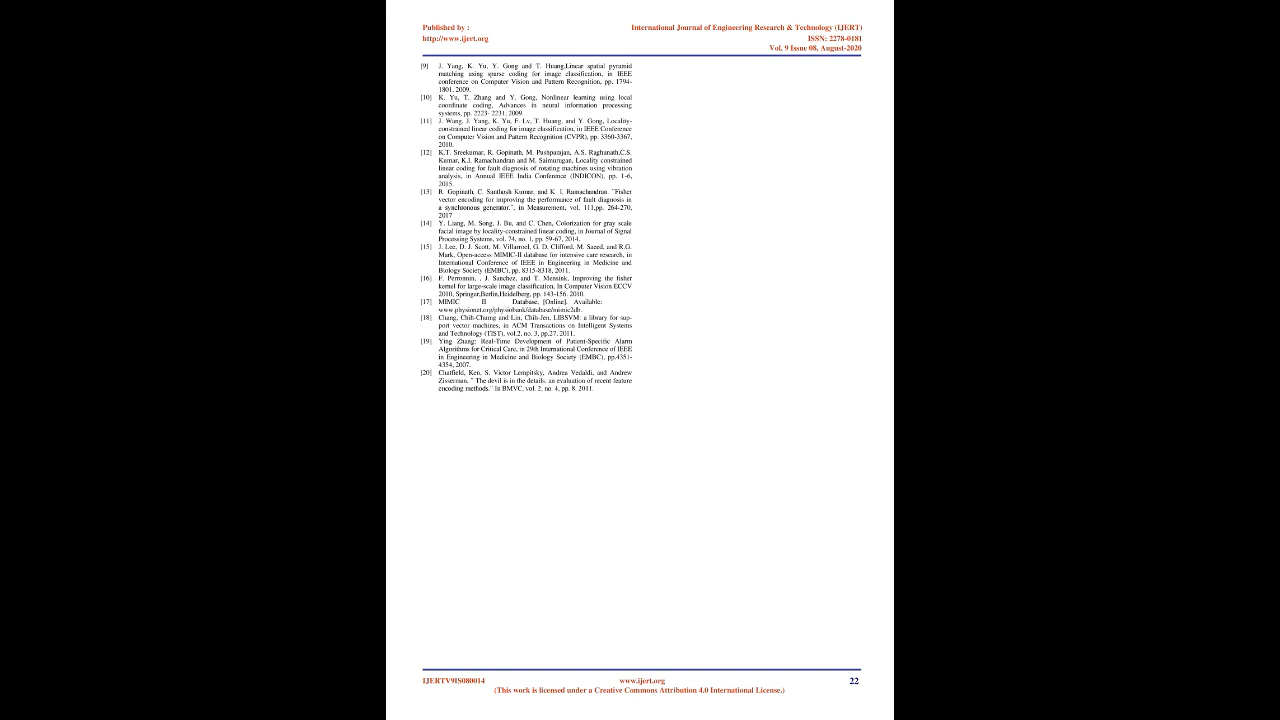 Published by :
http://www.ijert.org
International Journal of Engineering Research & Technology (IJERT)
ISSN: 2278-0181
Vol. 9 Issue 08, August-2020
[9] J. Yang, K. Yu, Y. Gong and T. Huang.Linear spatial pyramid
matching using sparse coding for image classification, in IEEE
conference on Computer Vision and Pattern Recognition, pp. 1794-
1801, 2009.
[10] K. Yu, T. Zhang and Y. Gong, Nonlinear learning using local
coordinate coding, Advances in neural information processing
systems, pp. 2223- 2231, 2009.
[11] J. Wang, J. Yang, K. Yu, F. Lv, T. Huang, and Y. Gong, Locality-
constrained linear coding for image classification, in IEEE Conference
on Computer Vision and Pattern Recognition (CVPR), pp. 3360-3367,
2010.
[12] K.T. Sreekumar, R. Gopinath, M. Pushparajan, A.S. Raghunath,C.S.
Kumar, K.I. Ramachandran and M. Saimurugan, Locality constrained
linear coding for fault diagnosis of rotating machines using vibration
analysis, in Annual IEEE India Conference (INDICON), pp. 1-6,
2015.
[13] R. Gopinath, C. Santhosh Kumar, and K. I. Ramachandran. "Fisher
vector encoding for improving the performance of fault diagnosis in
a synchronous generator.", in Measurement, vol. 111,pp. 264-270,
2017
[14] Y. Liang, M. Song, J. Bu, and C. Chen, Colorization for gray scale
facial image by locality-constrained linear coding, in Journal of Signal
Processing Systems, vol. 74, no. 1, pp. 59-67, 2014.
[15] J. Lee, D. J. Scott, M. Villarroel, G. D. Clifford, M. Saeed, and R.G.
Mark, Open-access MIMIC-II database for intensive care research, in
International Conference of IEEE in Engineering in Medicine and
Biology Society (EMBC), pp. 8315-8318, 2011.
[16] F. Perronnin, , J. Sanchez, and T. Mensink, Improving the fisher
kernel for large-scale image classification, In Computer Vision ECCV
2010, Springer,Berlin,Heidelberg, pp. 143-156. 2010.
[17] MIMIC II Database, [Online]. Available:
www.physionet.org/physiobank/database/mimic2db.
[18] Chang, Chih-Chung and Lin, Chih-Jen, LIBSVM: a library for sup-
port vector machines, in ACM Transactions on Intelligent Systems
and Technology (TIST), vol.2, no. 3, pp.27, 2011.
[19] Ying Zhang: Real-Time Development of Patient-Specific Alarm
Algorithms for Critical Care, in 29th International Conference of IEEE
in Engineering in Medicine and Biology Society (EMBC), pp.4351-
4354, 2007.
[20] Chatfield, Ken, S. Victor Lempitsky, Andrea Vedaldi, and Andrew
Zisserman, " The devil is in the details: an evaluation of recent feature
encoding methods." In BMVC, vol. 2, no. 4, pp. 8. 2011.
IJERTV9IS080014
www.ijert.org
22
(This work is licensed under a Creative Commons Attribution 4.0 International License.)